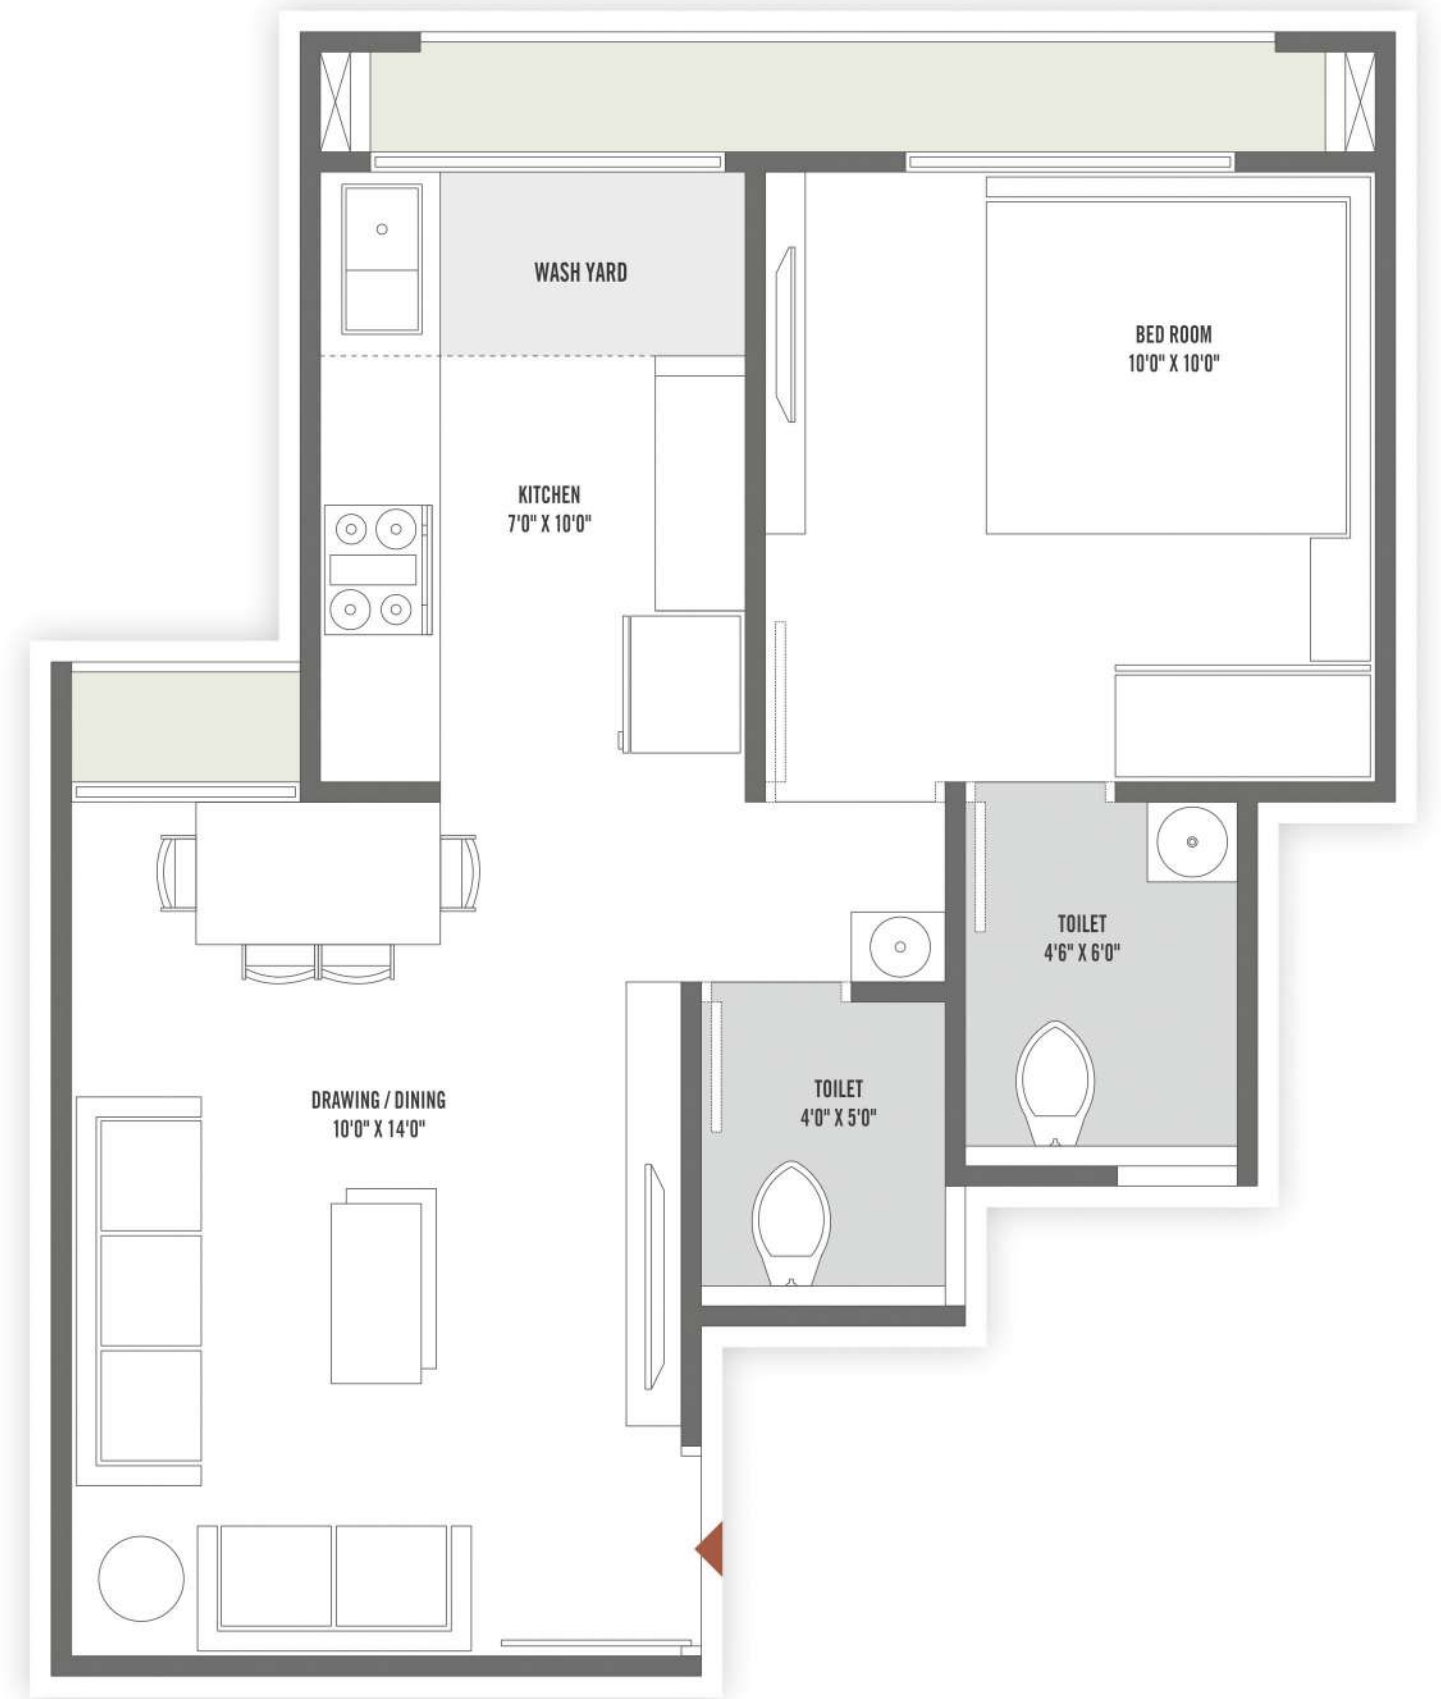 WASH YARD
BED ROOM
10'0" X 10'0"
KITCHEN
7'0" X 10'0"
TOILET
4'6" X 6'0"
TOILET
4'0" X 5'0"
DRAWING / DINING
10'0" X 14'0"